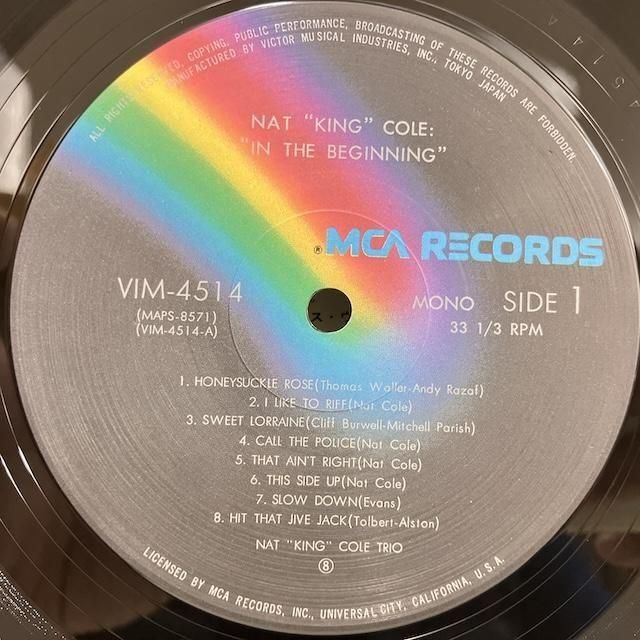 ALL RIGHTS RESERVED. COPYING, PUBLIC PERFORMANCE, BROADCASTING OF THESE RECORDS ARE FORBIDDEN.
MANUFACTURED BY VICTOR MUSICAL INDUSTRIES, INC. TOKYO JAPAN
NAT "KING" COLE:
"IN THE BEGINNING"
® MCA RECORDS
VIM-4514
(MAPS-8571)
(VIM-4514-A)
MONO SIDE 1
33 1/3 RPM
1. HONEYSUCKLE ROSE(Thomas Waller-Andy Razaf)
2. I LIKE TO RIFF(Nat Cole)
3. SWEET LORRAINE(Cliff Burwell-Mitchell Parish)
4. CALL THE POLICE(Nat Cole)
5. THAT AIN'T RIGHT(Nat Cole)
6. THIS SIDE UP(Nat Cole)
7. SLOW DOWN(Evans)
8. HIT THAT JIVE JACK(Tolbert-Alston)
NAT "KING" COLE TRIO
⑧
LICENSED BY MCA RECORDS, INC., UNIVERSAL CITY, CALIFORNIA, U.S.A.